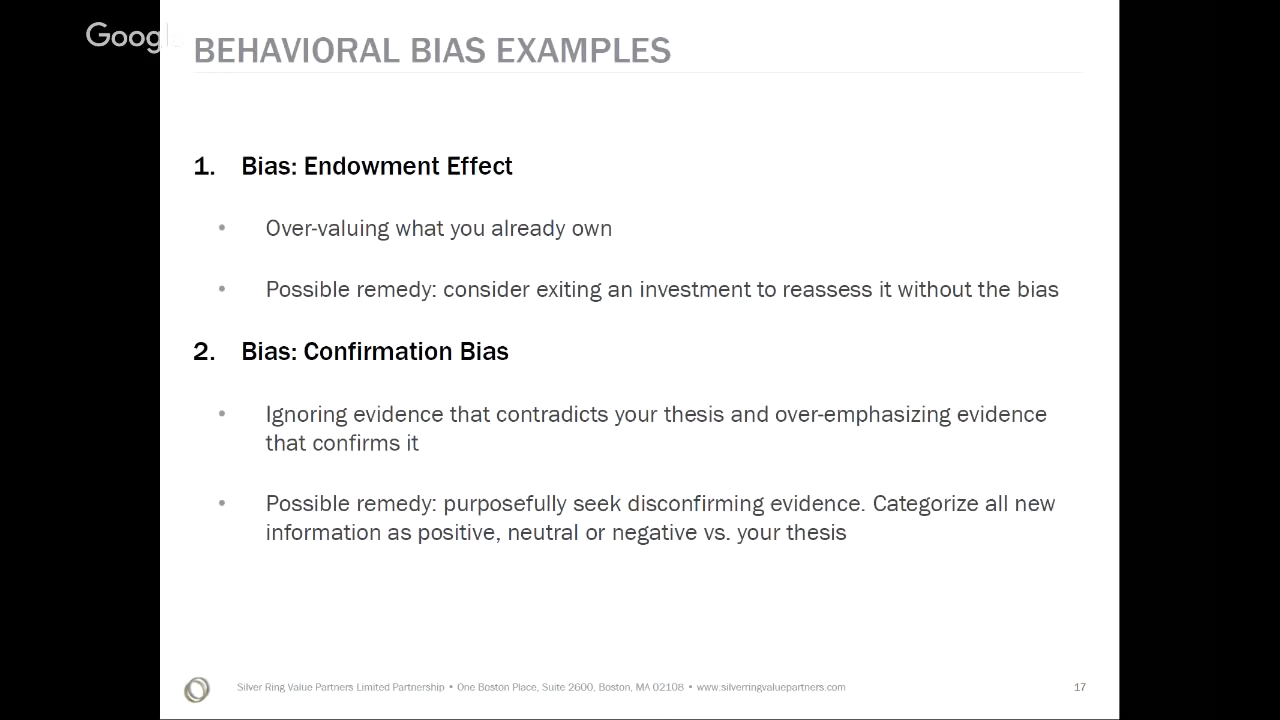 Google
BEHAVIORAL BIAS EXAMPLES
1. Bias: Endowment Effect
• Over-valuing what you already own
• Possible remedy: consider exiting an investment to reassess it without the bias
2. Bias: Confirmation Bias
• Ignoring evidence that contradicts your thesis and over-emphasizing evidence
that confirms it
• Possible remedy: purposefully seek disconfirming evidence. Categorize all new
information as positive, neutral or negative vs. your thesis
Silver Ring Value Partners Limited Partnership • One Boston Place, Suite 2600, Boston, MA 02108 • www.silverringvaluepartners.com
17